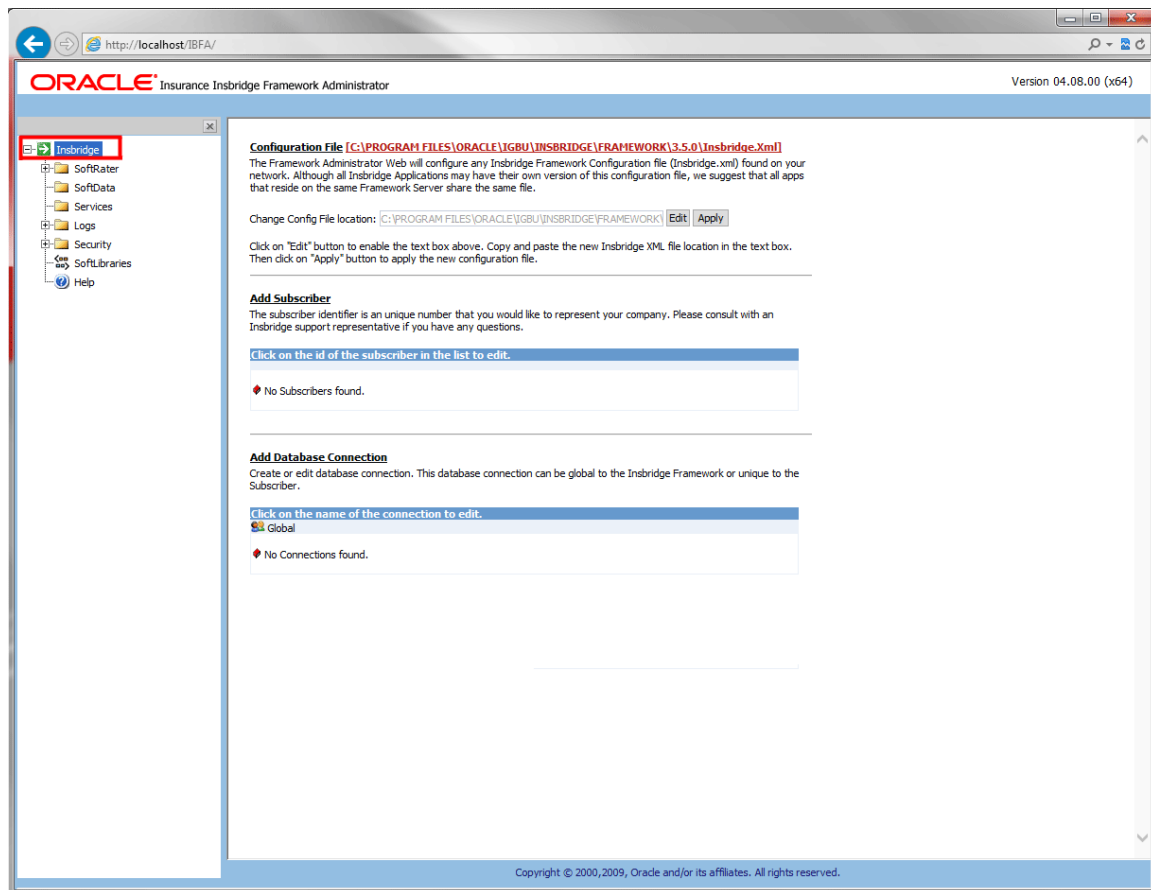 http://localhost/IBFA/
ORACLE® Insurance Insbridge Framework Administrator
Version 04.08.00 (x64)
Insbridge
SoftRater
SoftData
Services
Logs
Security
SoftLibraries
Help
Configuration File [C:\PROGRAM FILES\ORACLE\IGBU\INSBRIDGE\FRAMEWORK\3.5.0\Insbridge.Xml]
The Framework Administrator Web will configure any Insbridge Framework Configuration file (Insbridge.xml) found on your
network. Although all Insbridge Applications may have their own version of this configuration file, we suggest that all apps
that reside on the same Framework Server share the same file.
Change Config File location: C:\PROGRAM FILES\ORACLE\IGBU\INSBRIDGE\FRAMEWORK\ Edit Apply
Click on "Edit" button to enable the text box above. Copy and paste the new Insbridge XML file location in the text box.
Then click on "Apply" button to apply the new configuration file.
Add Subscriber
The subscriber identifier is an unique number that you would like to represent your company. Please consult with an
Insbridge support representative if you have any questions.
Click on the id of the subscriber in the list to edit.
No Subscribers found.
Add Database Connection
Create or edit database connection. This database connection can be global to the Insbridge Framework or unique to the
Subscriber.
Click on the name of the connection to edit.
Global
No Connections found.
Copyright © 2000,2009, Oracle and/or its affiliates. All rights reserved.